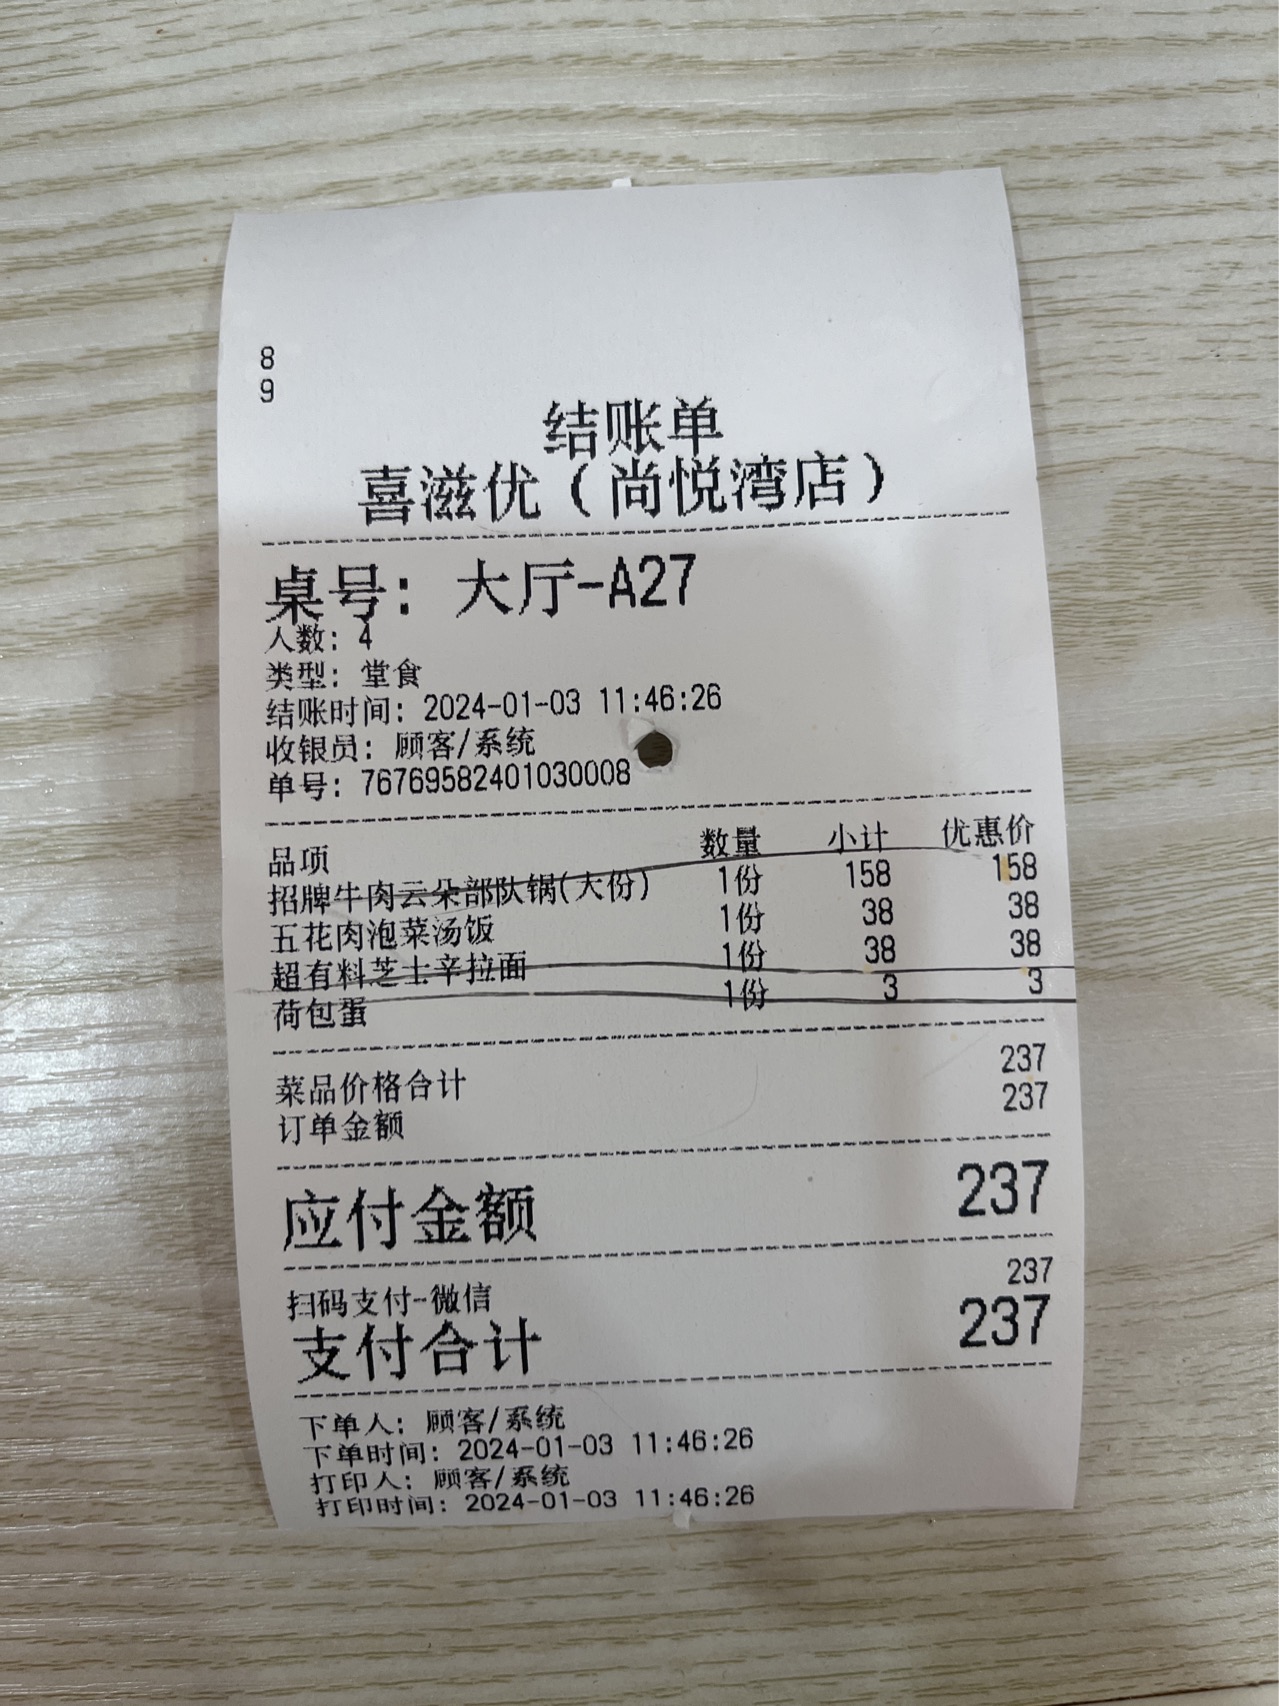 8
9
结账单
喜滋优（尚悦湾店）
桌号：大厅-A27
人数：4
类型：堂食
结账时间：2024-01-03 11:46:26
收银员：顾客/系统
单号：76769582401030008
品项 数量 小计 优惠价
招牌牛肉云朵部队锅(大份) 1份 158 158
五花肉泡菜汤饭 1份 38 38
超有料芝士辛拉面 1份 38 38
荷包蛋 1份 3 3
菜品价格合计 237
订单金额 237
应付金额 237
扫码支付-微信 237
支付合计 237
下单人：顾客/系统
下单时间：2024-01-03 11:46:26
打印人：顾客/系统
打印时间：2024-01-03 11:46:26